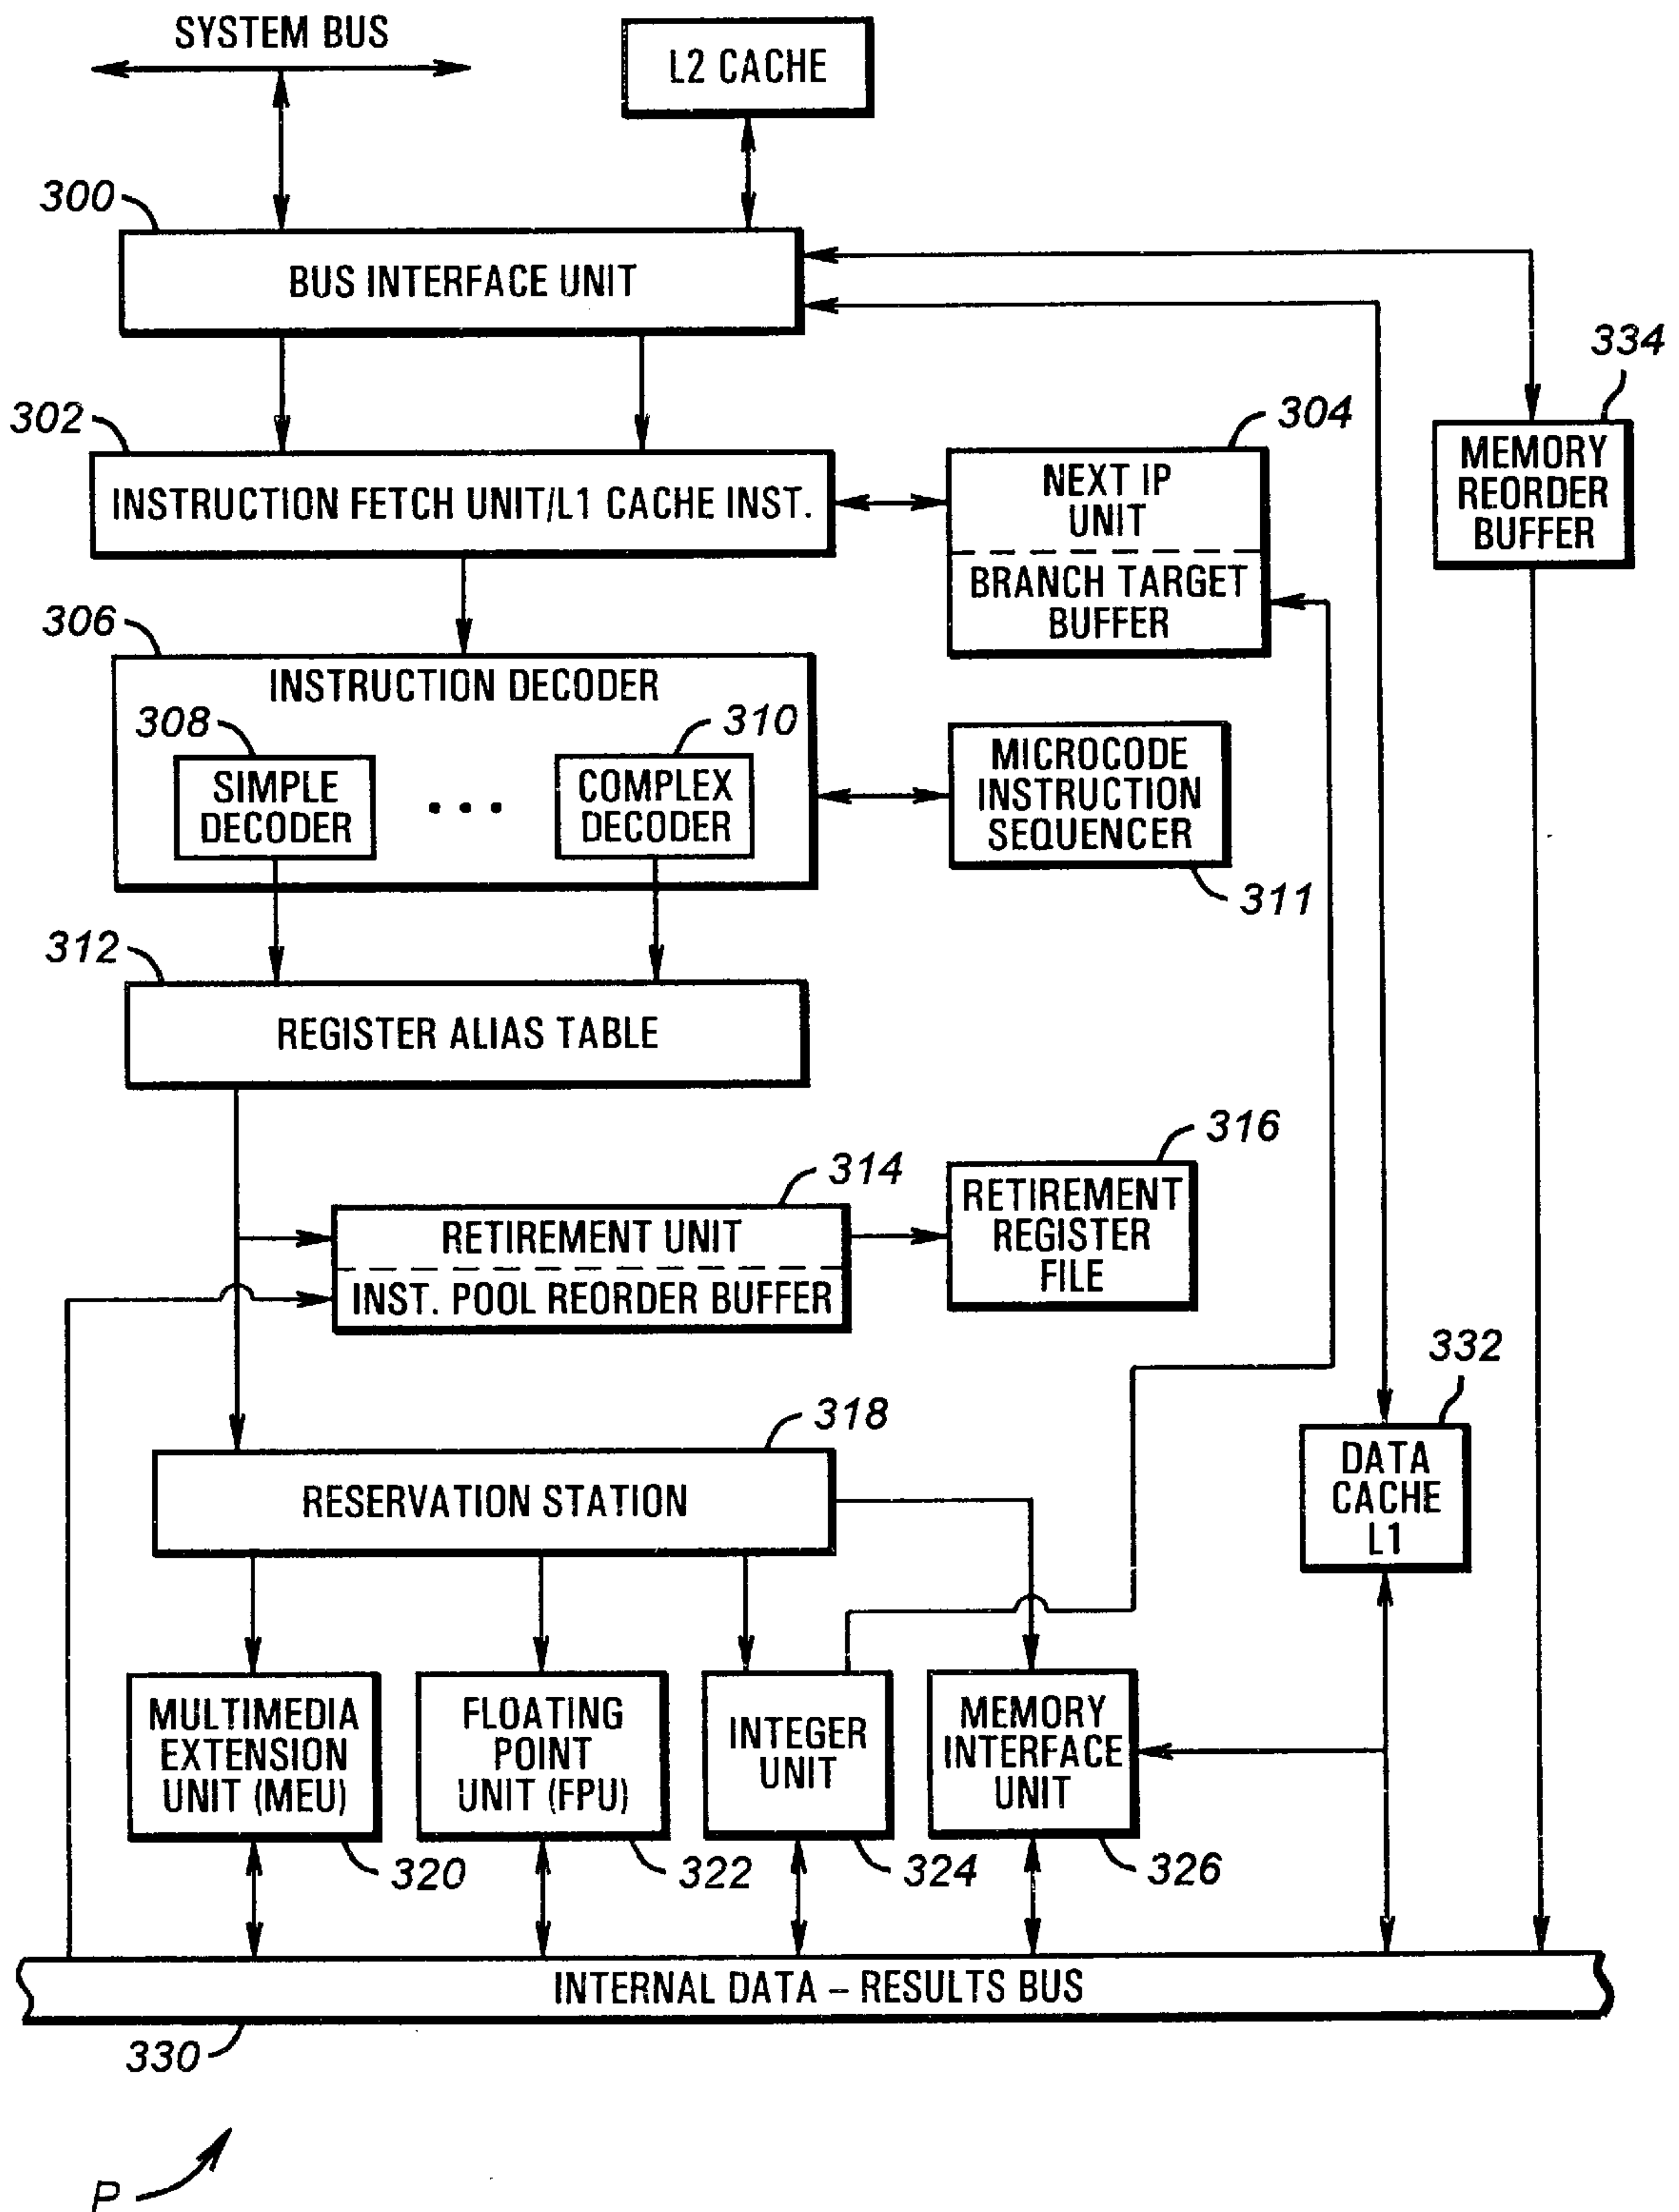 SYSTEM BUS
L2 CACHE
300
BUS INTERFACE UNIT
334
302
304
INSTRUCTION FETCH UNIT/L1 CACHE INST.
NEXT IP
UNIT
BRANCH TARGET
BUFFER
MEMORY
REORDER
BUFFER
306
INSTRUCTION DECODER
308
310
SIMPLE
DECODER
• • •
COMPLEX
DECODER
MICROCODE
INSTRUCTION
SEQUENCER
311
312
REGISTER ALIAS TABLE
314
316
RETIREMENT UNIT
INST. POOL REORDER BUFFER
RETIREMENT
REGISTER
FILE
332
318
RESERVATION STATION
DATA
CACHE
L1
MULTIMEDIA
EXTENSION
UNIT (MEU)
FLOATING
POINT
UNIT (FPU)
INTEGER
UNIT
MEMORY
INTERFACE
UNIT
320
322
324
326
INTERNAL DATA – RESULTS BUS
330
P